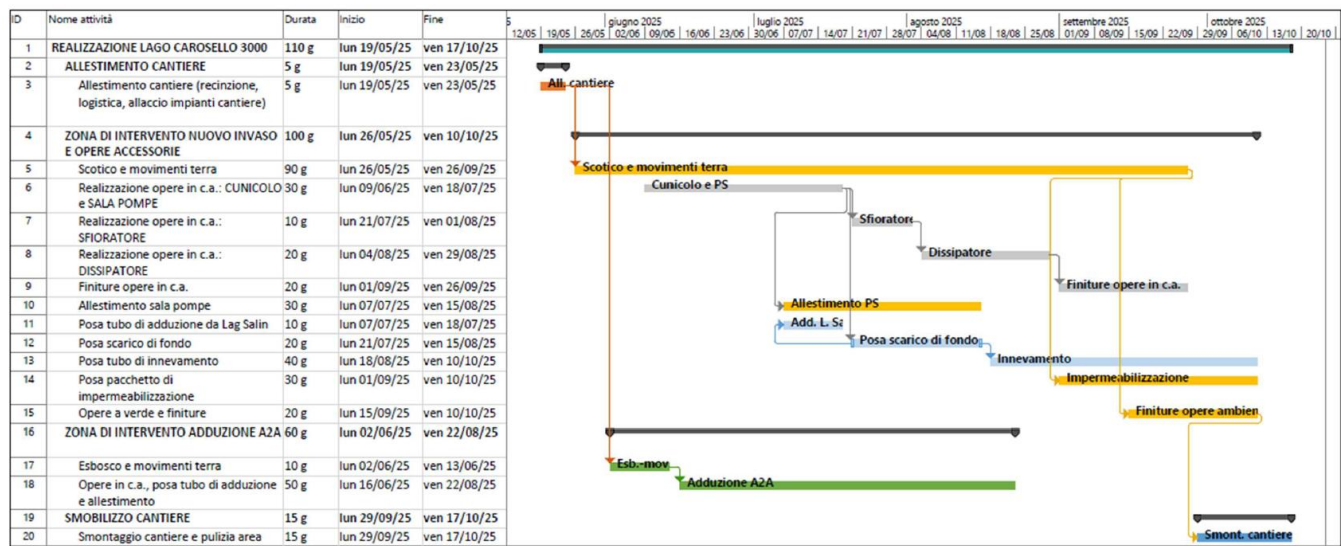 ID Nome attività Durata Inizio Fine giugno 2025 luglio 2025 agosto 2025 settembre 2025 ottobre 2025
12/05 19/05 26/05 02/06 09/06 16/06 23/06 30/06 07/07 14/07 21/07 28/07 04/08 11/08 18/08 25/08 01/09 08/09 15/09 22/09 29/09 06/10 13/10 20/10
1 REALIZZAZIONE LAGO CAROSELLO 3000 110 g lun 19/05/25 ven 17/10/25
2 ALLESTIMENTO CANTIERE 5 g lun 19/05/25 ven 23/05/25
3 Allestimento cantiere (recinzione, 5 g lun 19/05/25 ven 23/05/25 All. cantiere
logistica, allaccio impianti cantiere)
4 ZONA DI INTERVENTO NUOVO INVASO 100 g lun 26/05/25 ven 10/10/25
E OPERE ACCESSORIE
5 Scotico e movimenti terra 90 g lun 26/05/25 ven 26/09/25 Scotico e movimenti terra
6 Realizzazione opere in c.a.: CUNICOLO 30 g lun 09/06/25 ven 18/07/25 Cunicolo e PS
e SALA POMPE
7 Realizzazione opere in c.a.: 10 g lun 21/07/25 ven 01/08/25 Sfioratore
SFIORATORE
8 Realizzazione opere in c.a.: 20 g lun 04/08/25 ven 29/08/25 Dissipatore
DISSIPATORE
9 Finiture opere in c.a. 20 g lun 01/09/25 ven 26/09/25 Finiture opere in c.a.
10 Allestimento sala pompe 30 g lun 07/07/25 ven 15/08/25 Allestimento PS
11 Posa tubo di adduzione da Lag Salin 10 g lun 07/07/25 ven 18/07/25 Add. L. Sa
12 Posa scarico di fondo 20 g lun 21/07/25 ven 15/08/25 Posa scarico di fondo
13 Posa tubo di innevamento 40 g lun 18/08/25 ven 10/10/25 Innevamento
14 Posa pacchetto di 30 g lun 01/09/25 ven 10/10/25 Impermeabilizzazione
impermeabilizzazione
15 Opere a verde e finiture 20 g lun 15/09/25 ven 10/10/25 Finiture opere ambien
16 ZONA DI INTERVENTO ADDUZIONE A2A 60 g lun 02/06/25 ven 22/08/25
17 Esbosco e movimenti terra 10 g lun 02/06/25 ven 13/06/25 Esb.-mov
18 Opere in c.a., posa tubo di adduzione 50 g lun 16/06/25 ven 22/08/25 Adduzione A2A
e allestimento
19 SMOBILIZZO CANTIERE 15 g lun 29/09/25 ven 17/10/25
20 Smontaggio cantiere e pulizia area 15 g lun 29/09/25 ven 17/10/25 Smont. cantiere